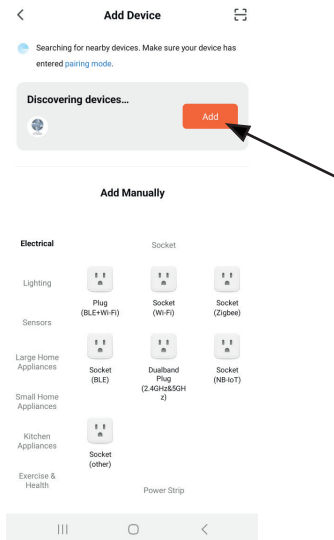 Add Device
Searching for nearby devices. Make sure your device has
entered pairing mode.
Discovering devices...
Add
Add Manually
Electrical
Socket
Lighting
Plug
(BLE+Wi-Fi)
Socket
(Wi-Fi)
Socket
(Zigbee)
Sensors
Large Home
Appliances
Socket
(BLE)
Dualband
Plug
(2.4GHz&5GH
z)
Socket
(NB-IoT)
Small Home
Appliances
Kitchen
Appliances
Socket
(other)
Exercise &
Health
Power Strip